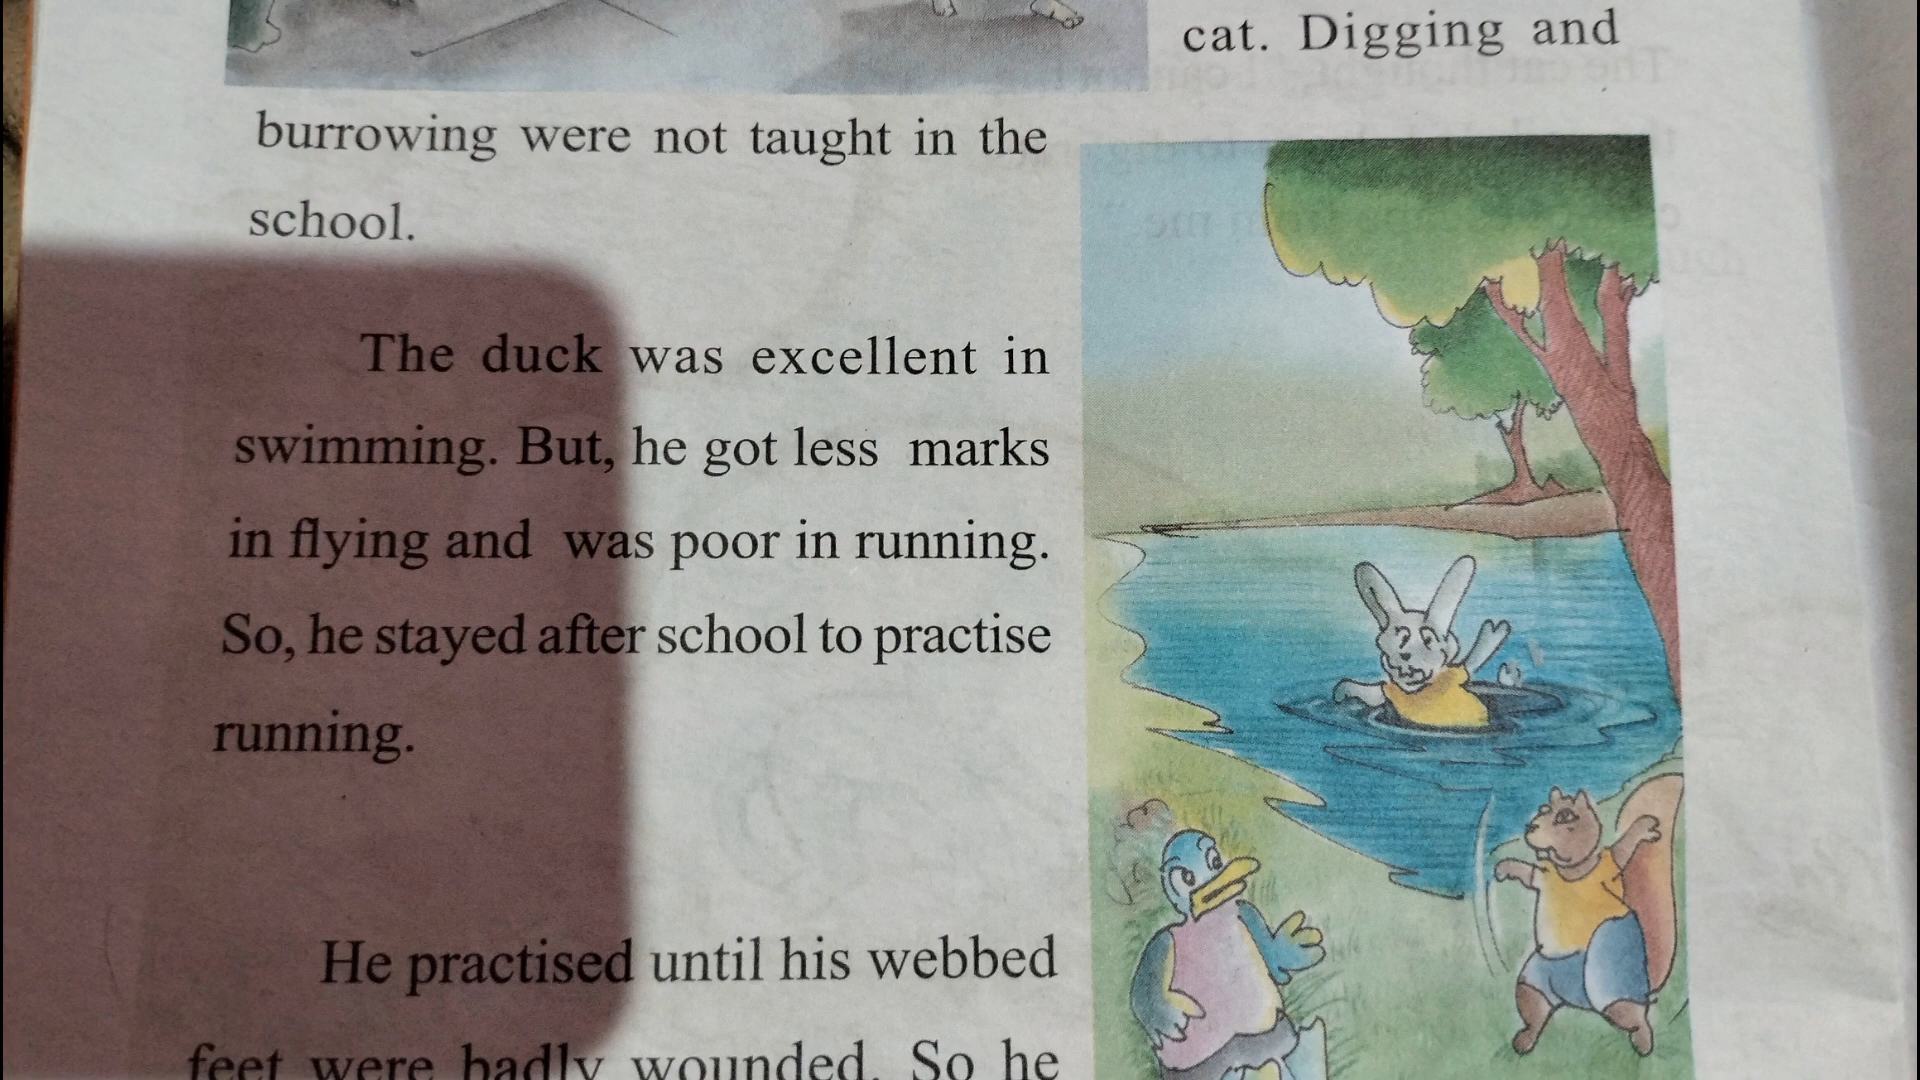 cat. Digging and
burrowing were not taught in the
school.
The duck was excellent in
swimming. But, he got less marks
in flying and was poor in running.
So, he stayed after school to practise
running.
He practised until his webbed
feet were badly wounded. So he